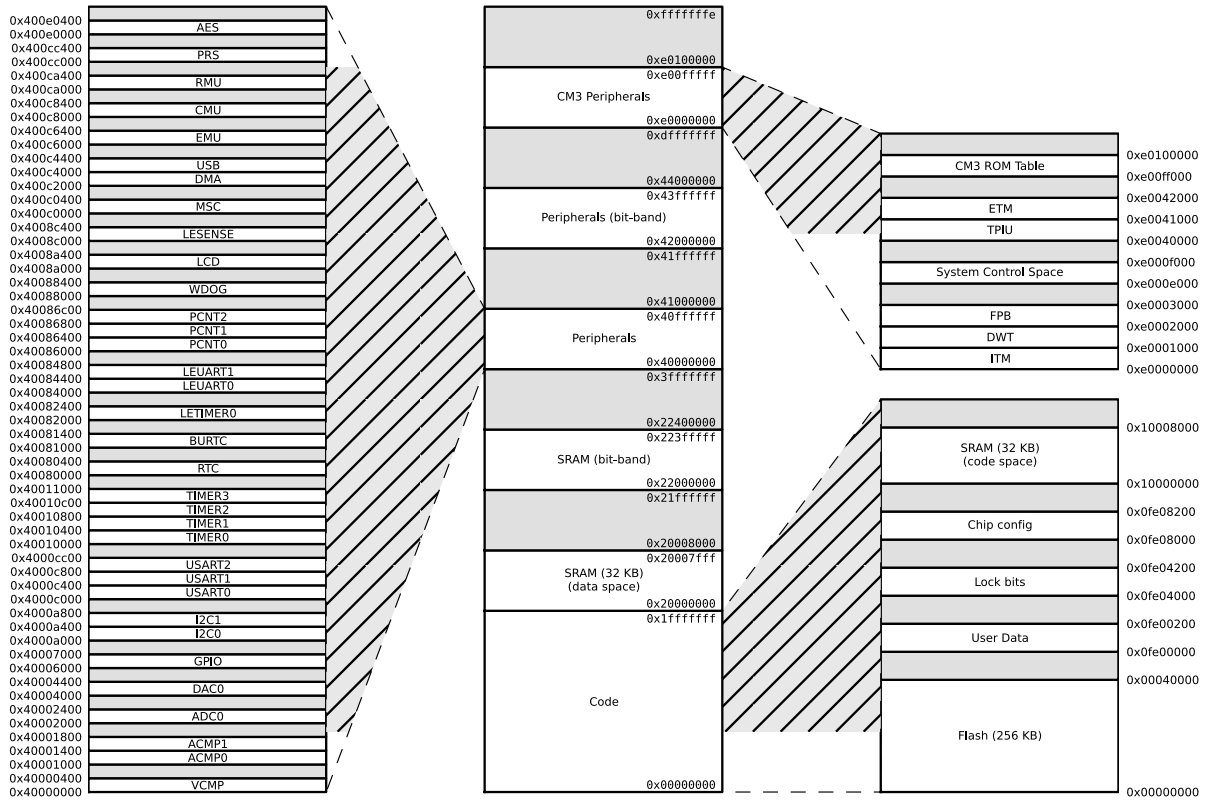 0x400e0400
AES
0x400e0000
0x400cc400
PRS
0x400cc000
0x400ca400
RMU
0x400ca000
0x400c8400
CMU
0x400c8000
0x400c6400
EMU
0x400c6000
0x400c4400
USB
0x400c4000
DMA
0x400c2000
0x400c0400
MSC
0x400c0000
0x4008c400
LESENSE
0x4008c000
0x4008a400
LCD
0x4008a000
0x40088400
WDOG
0x40088000
0x40086c00
PCNT2
0x40086800
PCNT1
0x40086400
PCNT0
0x40086000
0x40084800
LEUART1
0x40084400
LEUART0
0x40084000
0x40082400
LETIMER0
0x40082000
0x40081400
BURTC
0x40081000
0x40080400
RTC
0x40080000
0x40011000
TIMER3
0x40010c00
TIMER2
0x40010800
TIMER1
0x40010400
TIMER0
0x40010000
0x4000cc00
USART2
0x4000c800
USART1
0x4000c400
USART0
0x4000c000
0x4000a800
I2C1
0x4000a400
I2C0
0x4000a000
0x40007000
GPIO
0x40006000
0x40004400
DAC0
0x40004000
0x40002400
ADC0
0x40002000
0x40001800
ACMP1
0x40001400
ACMP0
0x40001000
0x40000400
VCMP
0x40000000
0xfffffffe
0xe0100000
0xe00fffff
CM3 Peripherals
0xe0000000
0xdfffffff
0x44000000
0x43ffffff
Peripherals (bit-band)
0x42000000
0x41ffffff
0x41000000
0x40ffffff
Peripherals
0x40000000
0x3fffffff
0x22400000
0x223fffff
SRAM (bit-band)
0x22000000
0x21ffffff
0x20008000
0x20007fff
SRAM (32 KB)
(data space)
0x20000000
0x1fffffff
Code
0x00000000
0xe0100000
CM3 ROM Table
0xe00ff000
0xe0042000
ETM
0xe0041000
TPIU
0xe0040000
0xe000f000
System Control Space
0xe000e000
0xe0003000
FPB
0xe0002000
DWT
0xe0001000
ITM
0xe0000000
0x10008000
SRAM (32 KB)
(code space)
0x10000000
0x0fe08200
Chip config
0x0fe08000
0x0fe04200
Lock bits
0x0fe04000
0x0fe00200
User Data
0x0fe00000
0x00040000
Flash (256 KB)
0x00000000